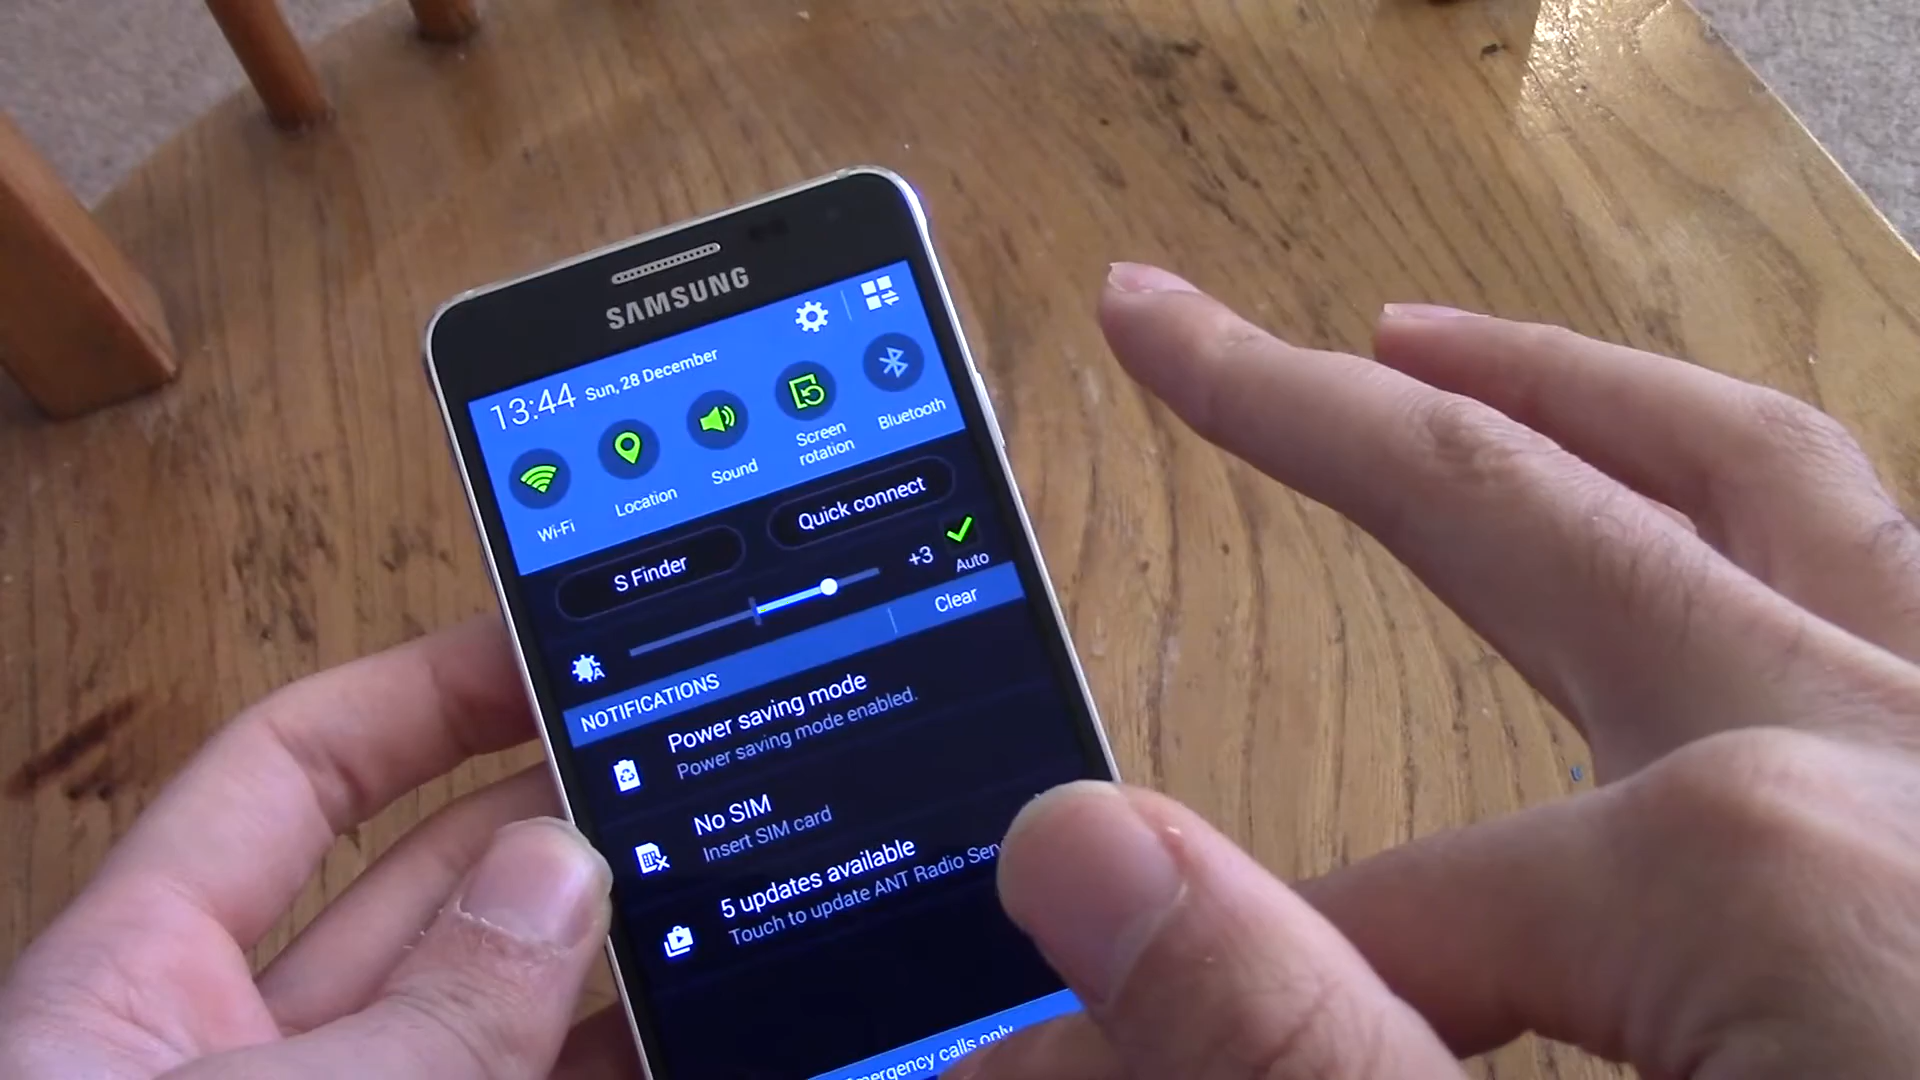 SAMSUNG
13:44 Sun, 28 December
Wi-Fi
Location
Sound
Screen
rotation
Bluetooth
S Finder
Quick connect
+3
Auto
NOTIFICATIONS
Clear
Power saving mode
Power saving mode enabled.
No SIM
Insert SIM card
5 updates available
Touch to update ANT Radio
calls only